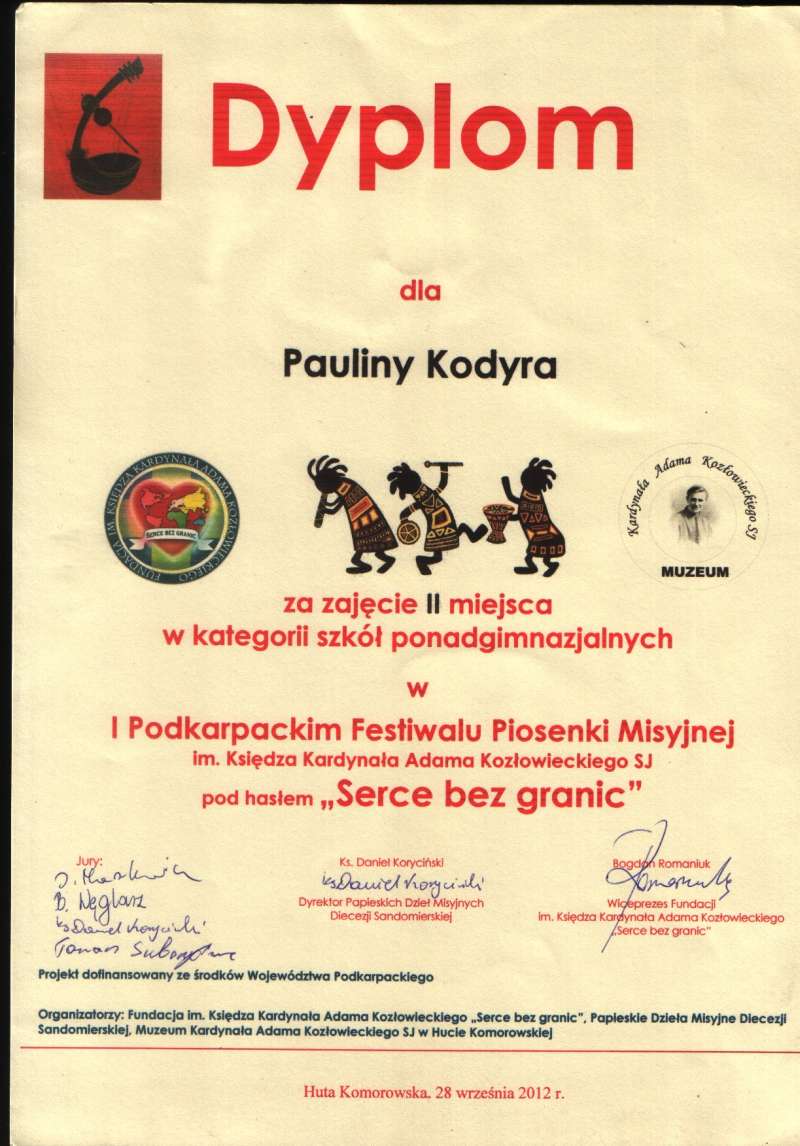 Dyplom
dla
Pauliny Kodyra
FUNDACJA IM. KSIĘDZA KARDYNAŁA ADAMA KOZŁOWIECKIEGO
SERCE BEZ GRANIC
Kardynała Adama Kozłowieckiego SJ
MUZEUM
za zajęcie II miejsca
w kategorii szkół ponadgimnazjalnych
w
I Podkarpackim Festiwalu Piosenki Misyjnej
im. Księdza Kardynała Adama Kozłowieckiego SJ
pod hasłem „Serce bez granic”
Jury:
B. Węglarz
ks Daniel Koryciński
Tomasz
Ks. Daniel Koryciński
ks Daniel Koryciński
Dyrektor Papieskich Dzieł Misyjnych
Diecezji Sandomierskiej
Bogdan Romaniuk
Romaniuk
Wiceprezes Fundacji
im. Księdza Kardynała Adama Kozłowieckiego
„Serce bez granic”
Projekt dofinansowany ze środków Województwa Podkarpackiego
Organizatorzy: Fundacja im. Księdza Kardynała Adama Kozłowieckiego „Serce bez granic”, Papieskie Dzieła Misyjne Diecezji
Sandomierskiej, Muzeum Kardynała Adama Kozłowieckiego SJ w Hucie Komorowskiej
Huta Komorowska, 28 września 2012 r.